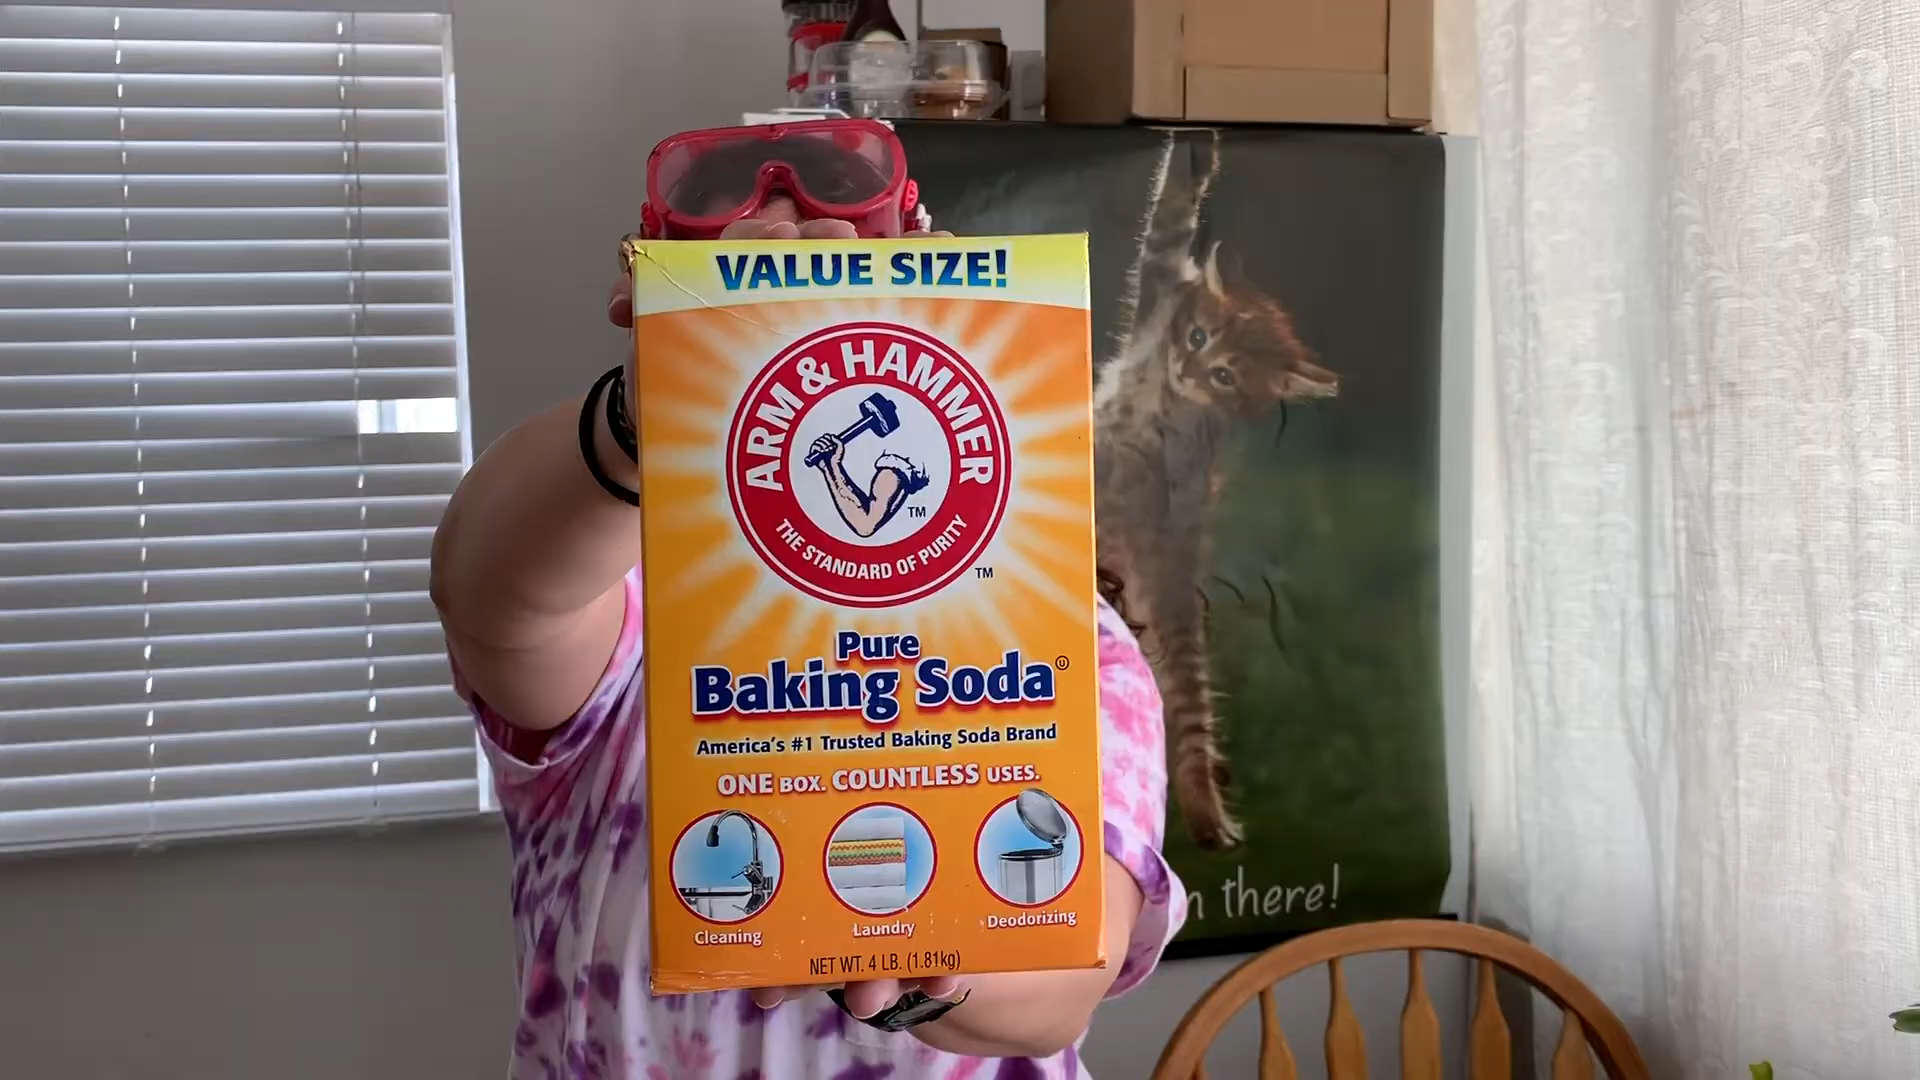 VALUE SIZE!
ARM & HAMMER
THE STANDARD OF PURITY
TM
TM
Pure
Baking Soda
America's #1 Trusted Baking Soda Brand
ONE BOX. COUNTLESS USES.
Cleaning
Laundry
Deodorizing
NET WT. 4 LB. (1.81kg)
there!